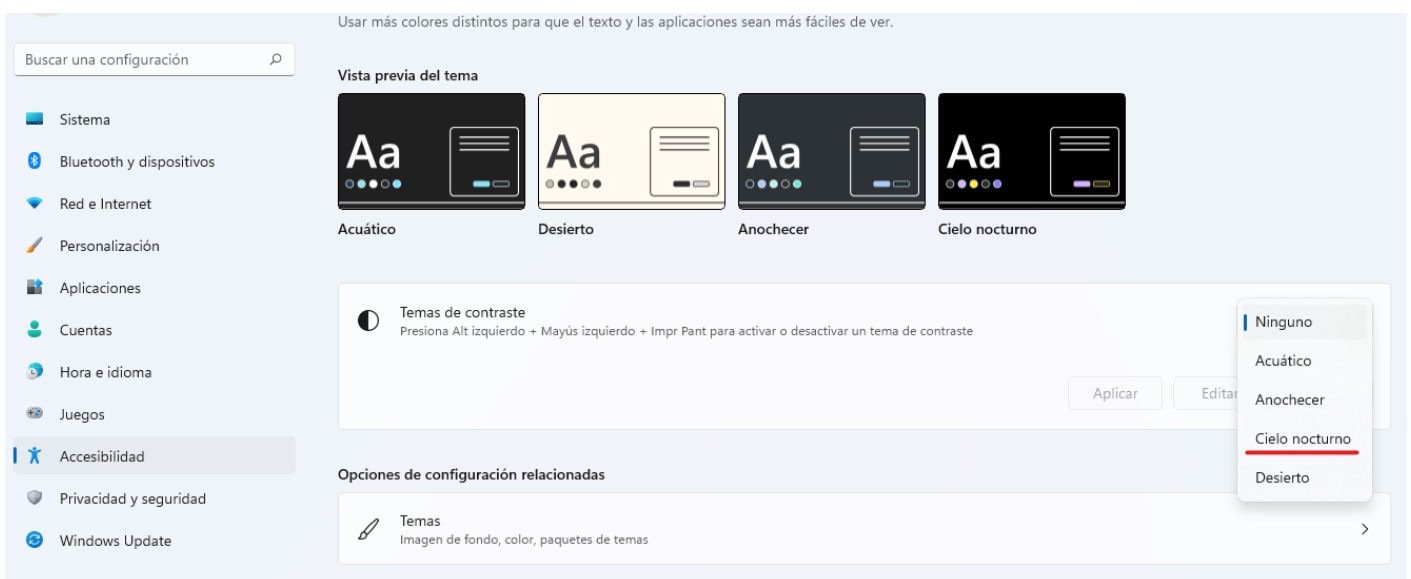 Usar más colores distintos para que el texto y las aplicaciones sean más fáciles de ver.
Buscar una configuración
Sistema
Bluetooth y dispositivos
Red e Internet
Personalización
Aplicaciones
Cuentas
Hora e idioma
Juegos
Accesibilidad
Privacidad y seguridad
Windows Update
Vista previa del tema
Aa Aa Aa Aa
Acuático Desierto Anochecer Cielo nocturno
Temas de contraste
Presiona Alt izquierdo + Mayús izquierdo + Impr Pant para activar o desactivar un tema de contraste
Aplicar Editar
Ninguno
Acuático
Anochecer
Cielo nocturno
Desierto
Opciones de configuración relacionadas
Temas
Imagen de fondo, color, paquetes de temas